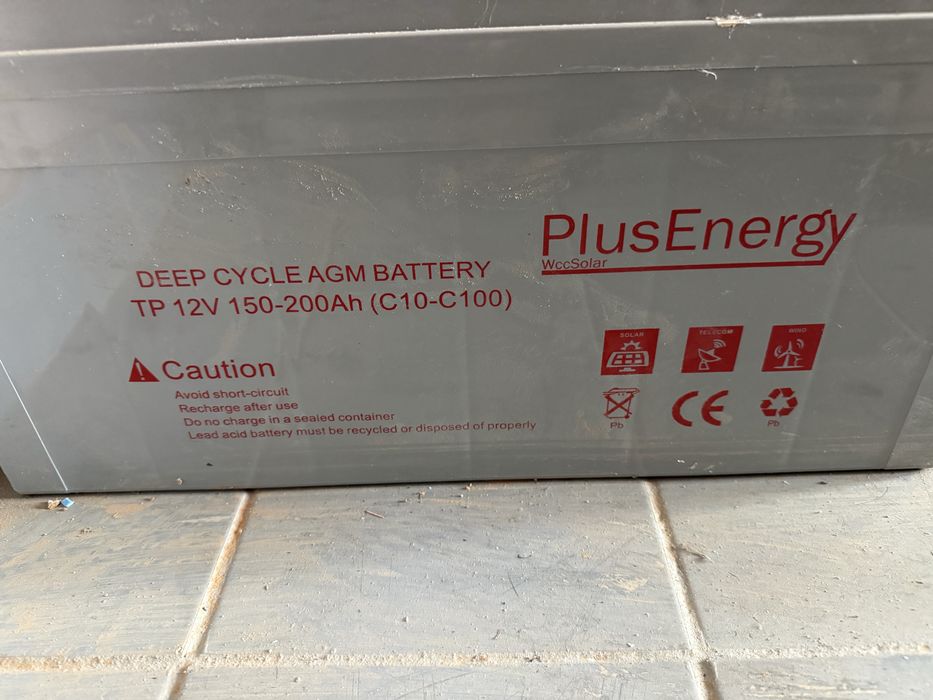 PlusEnergy
WccSolar
DEEP CYCLE AGM BATTERY
TP 12V 150-200Ah (C10-C100)
SOLAR
TELECOM
WIND
Caution
Avoid short-circuit
Recharge after use
Do no charge in a sealed container
Lead acid battery must be recycled or disposed of properly
Pb
CE
Pb